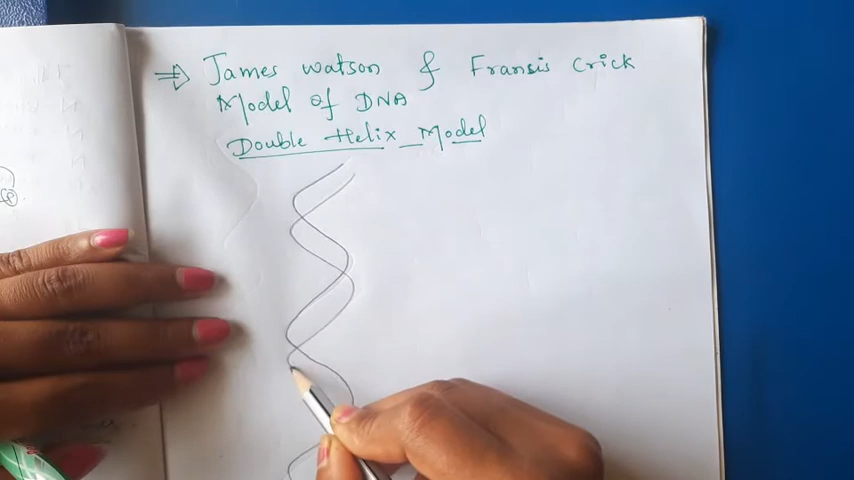 ⇒ James watson & Fransis Crick
Model of DNA
Double Helix Model